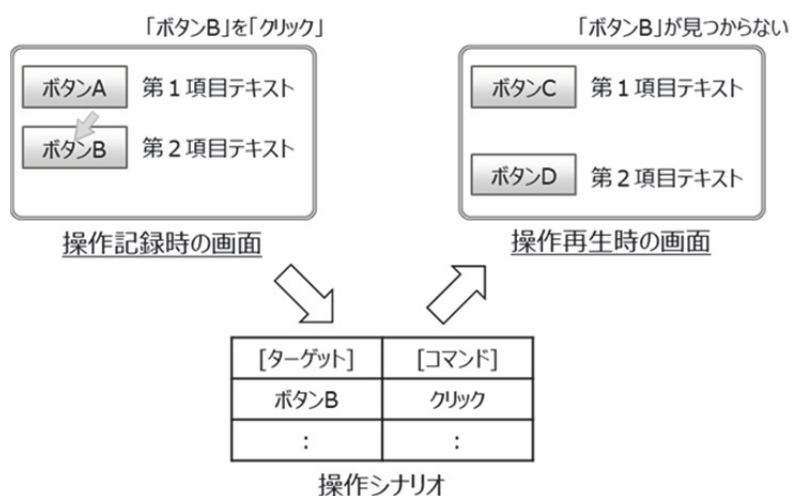 「ボタンB」を「クリック」
ボタンA 第1項目テキスト
ボタンB 第2項目テキスト
操作記録時の画面
「ボタンB」が見つからない
ボタンC 第1項目テキスト
ボタンD 第2項目テキスト
操作再生時の画面
[ターゲット] [コマンド]
ボタンB クリック
: :
操作シナリオ